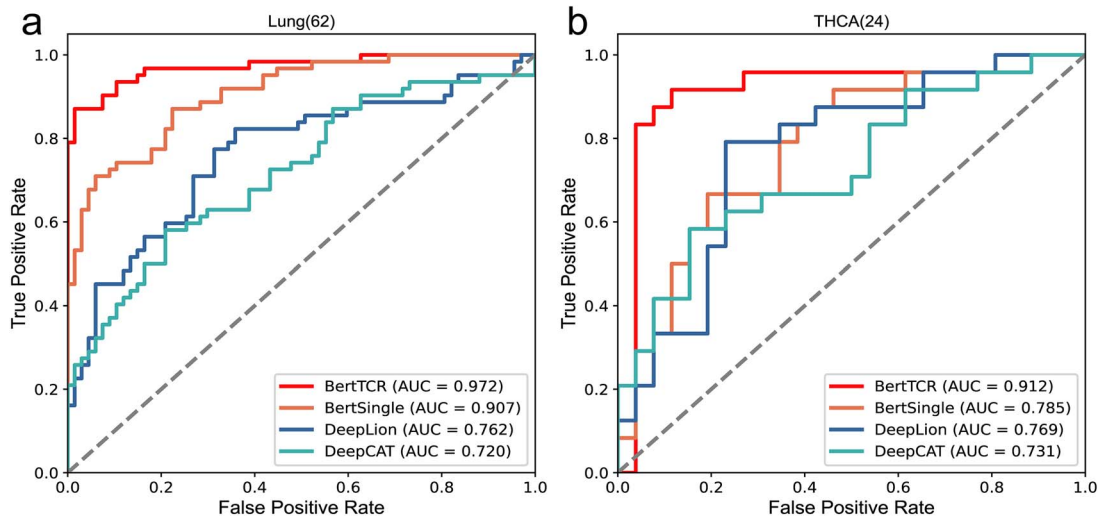 a
Lung(62)
True Positive Rate
1.0
0.8
0.6
0.4
0.2
0.0
BertTCR (AUC = 0.972)
BertSingle (AUC = 0.907)
DeepLion (AUC = 0.762)
DeepCAT (AUC = 0.720)
0.0 0.2 0.4 0.6 0.8 1.0
False Positive Rate
b
THCA(24)
True Positive Rate
1.0
0.8
0.6
0.4
0.2
0.0
BertTCR (AUC = 0.912)
BertSingle (AUC = 0.785)
DeepLion (AUC = 0.769)
DeepCAT (AUC = 0.731)
0.0 0.2 0.4 0.6 0.8 1.0
False Positive Rate